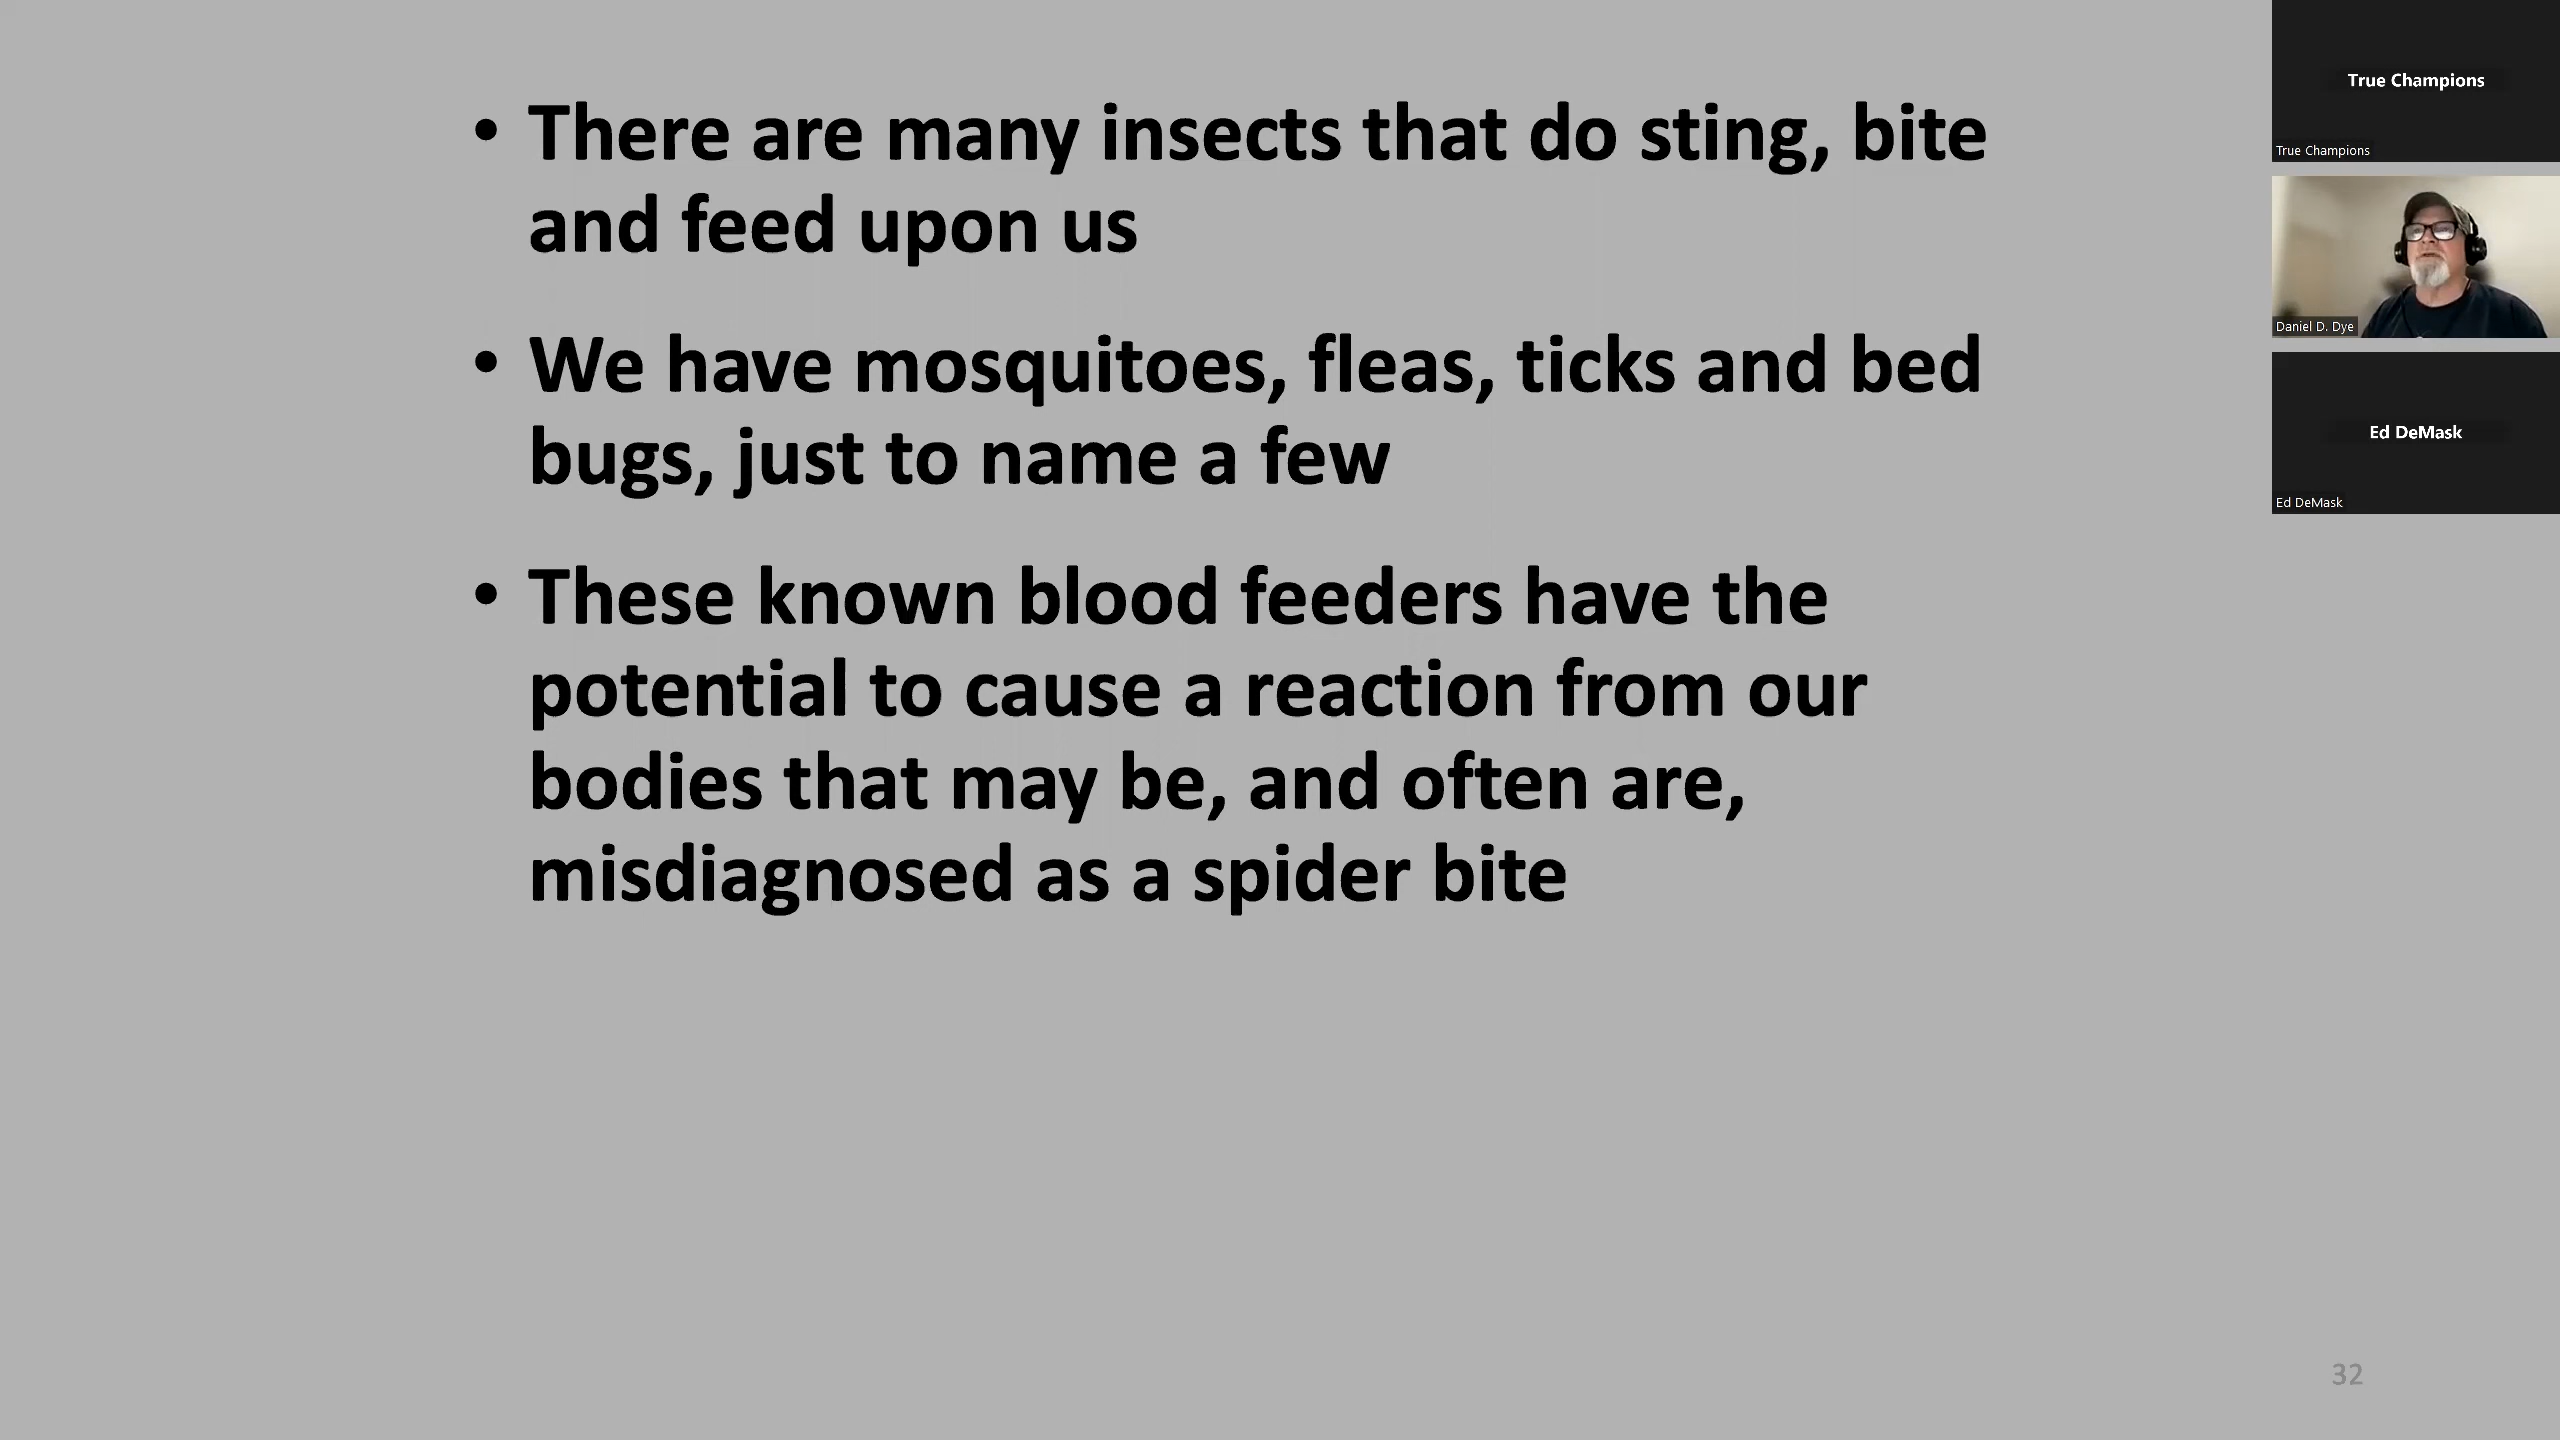 • There are many insects that do sting, bite
and feed upon us
• We have mosquitoes, fleas, ticks and bed
bugs, just to name a few
• These known blood feeders have the
potential to cause a reaction from our
bodies that may be, and often are,
misdiagnosed as a spider bite
32
True Champions
True Champions
Daniel D. Dye
Ed DeMask
Ed DeMask